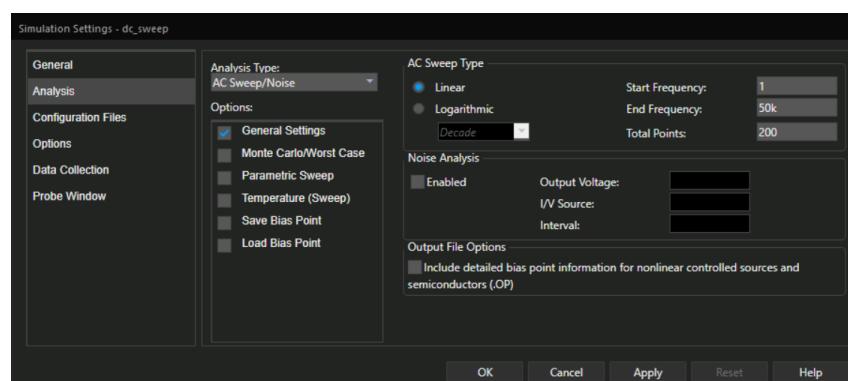 Simulation Settings - dc_sweep
General
Analysis
Configuration Files
Options
Data Collection
Probe Window
Analysis Type:
AC Sweep/Noise
Options:
General Settings
Monte Carlo/Worst Case
Parametric Sweep
Temperature (Sweep)
Save Bias Point
Load Bias Point
AC Sweep Type
Linear
Logarithmic
Decade
Start Frequency: 1
End Frequency: 50k
Total Points: 200
Noise Analysis
Enabled
Output Voltage:
I/V Source:
Interval:
Output File Options
Include detailed bias point information for nonlinear controlled sources and
semiconductors (.OP)
OK Cancel Apply Reset Help